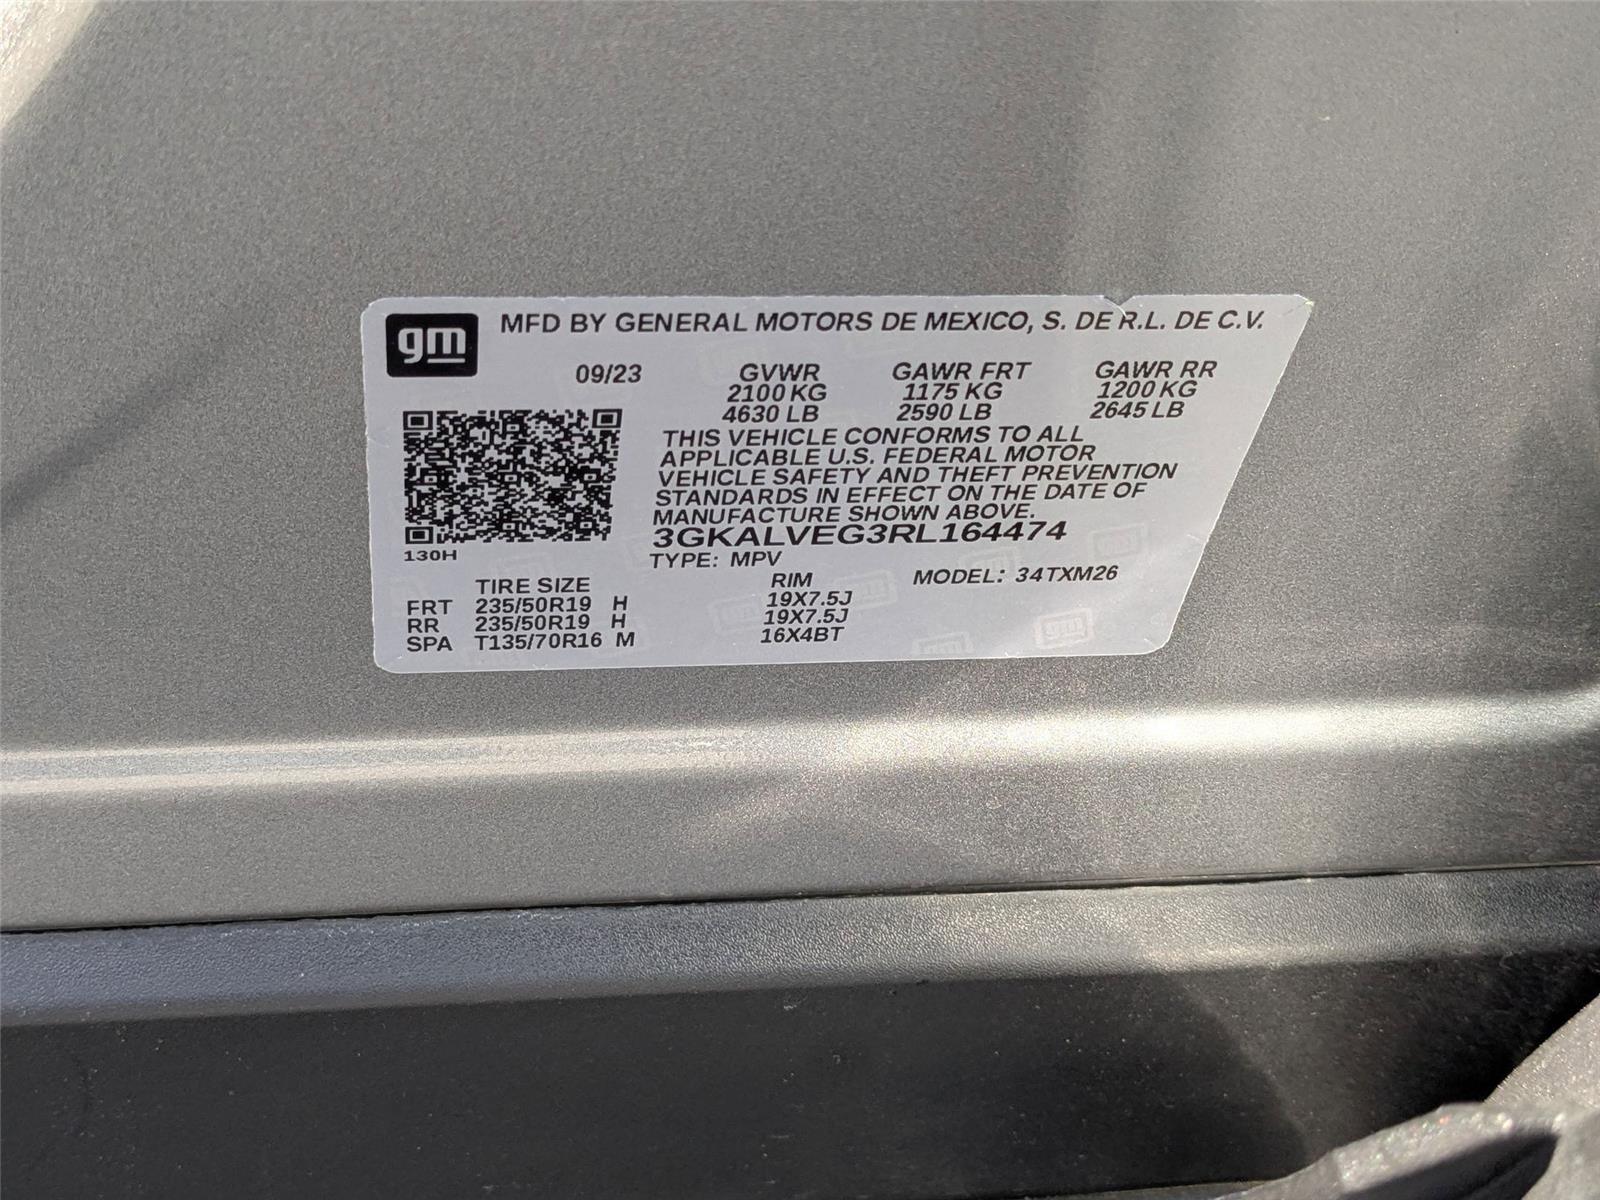 gm MFD BY GENERAL MOTORS DE MEXICO, S. DE R.L. DE C.V.
09/23 GVWR GAWR FRT GAWR RR
2100 KG 1175 KG 1200 KG
4630 LB 2590 LB 2645 LB
THIS VEHICLE CONFORMS TO ALL
APPLICABLE U.S. FEDERAL MOTOR
VEHICLE SAFETY AND THEFT PREVENTION
STANDARDS IN EFFECT ON THE DATE OF
MANUFACTURE SHOWN ABOVE.
3GKALVEG3RL164474
130H
TYPE: MPV MODEL: 34TXM26
TIRE SIZE RIM
FRT 235/50R19 H 19X7.5J
RR 235/50R19 H 19X7.5J
SPA T135/70R16 M 16X4BT